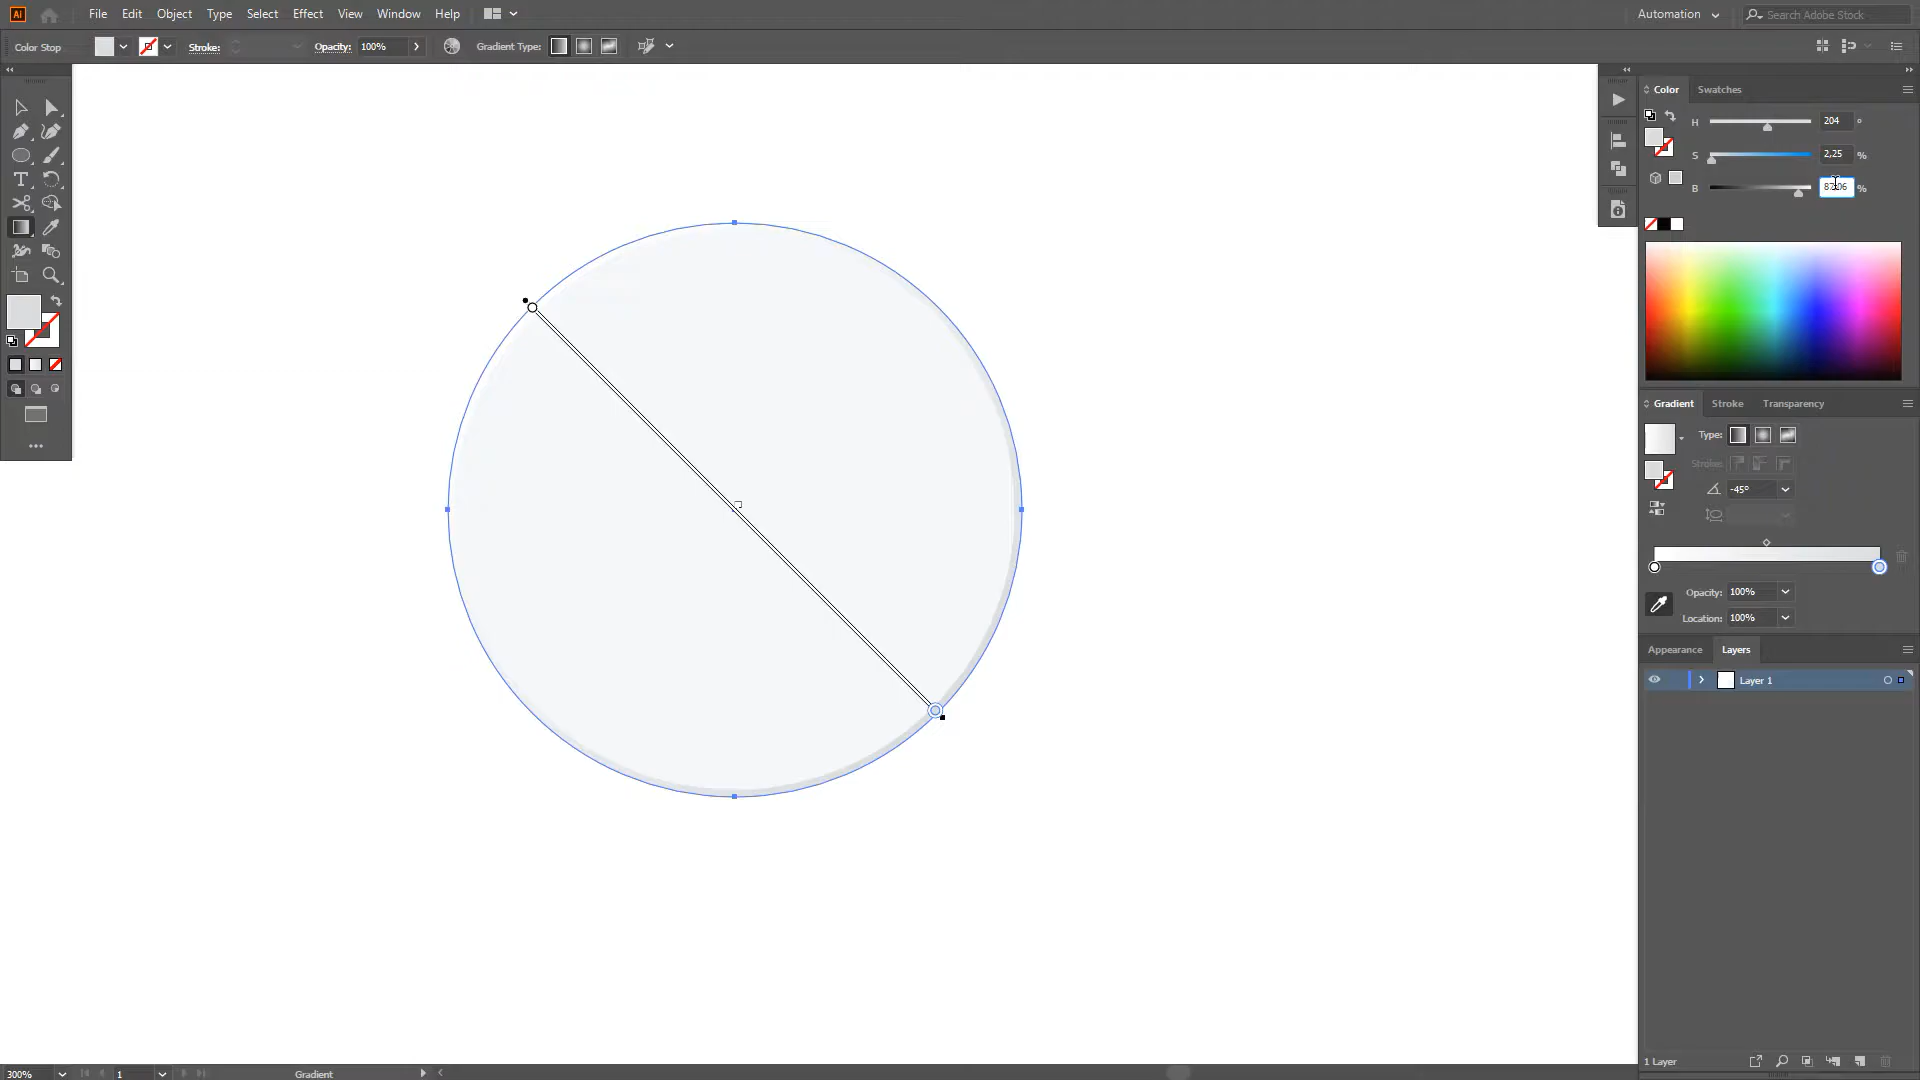 Ai File Edit Object Type Select Effect View Window Help Automation Search Adobe Stock
Color Stop Stroke: Opacity: 100% Gradient Type:
Color Swatches
H 204 °
S 2,25 %
B 87,06 %
T
Gradient Stroke Transparency
Type:
Stroke:
-45°
Opacity: 100%
Location: 100%
Appearance Layers
Layer 1
1 Layer
300% 1 Gradient